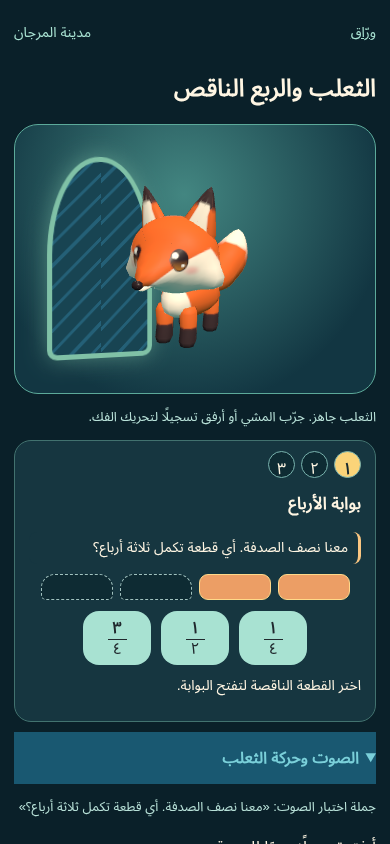 ورّاق
مدينة المرجان
الثعلب والربع الناقص
الثعلب جاهز. جرّب المشي أو أرفق تسجيلًا لتحريك الفك.
١ ٢ ٣
بوابة الأرباع
معنا نصف الصدفة. أي قطعة تكمل ثلاثة أرباع؟
١/٤ ١/٢ ٣/٤
اختر القطعة الناقصة لتفتح البوابة.
الصوت وحركة الثعلب
جملة اختبار الصوت: «معنا نصف الصدفة. أي قطعة تكمل ثلاثة أرباع؟»